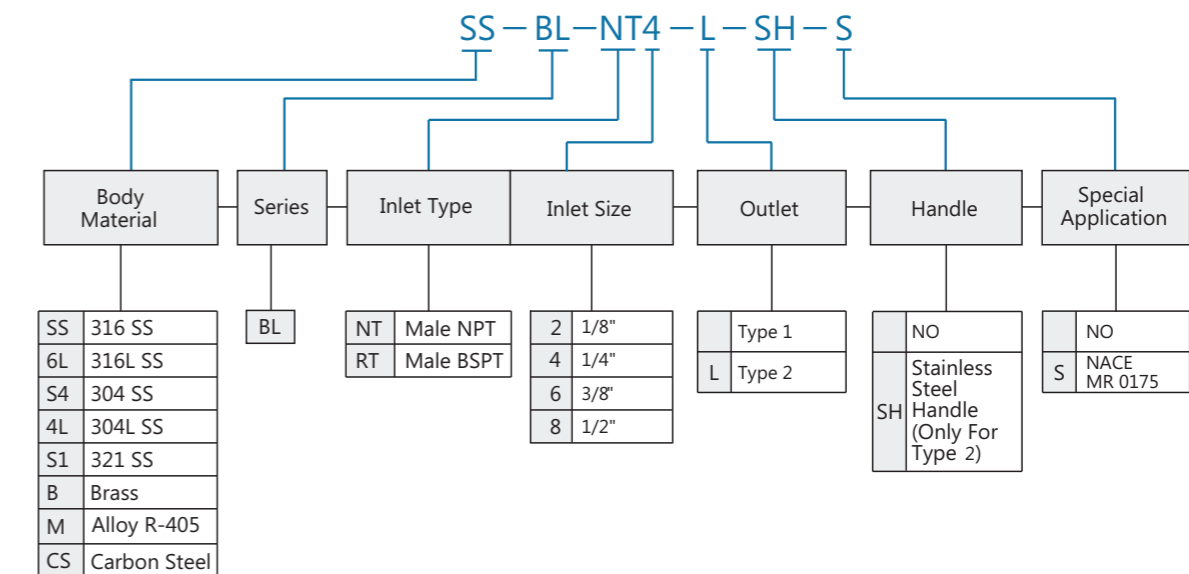 SS — BL — NT4 — L — SH — S
Body
Material
Series
Inlet Type
Inlet Size
Outlet
Handle
Special
Application
SS 316 SS
6L 316L SS
S4 304 SS
4L 304L SS
S1 321 SS
B Brass
M Alloy R-405
CS Carbon Steel
BL
NT Male NPT
RT Male BSPT
2 1/8"
4 1/4"
6 3/8"
8 1/2"
Type 1
L Type 2
NO
SH Stainless
Steel
Handle
(Only For
Type 2)
NO
S NACE
MR 0175